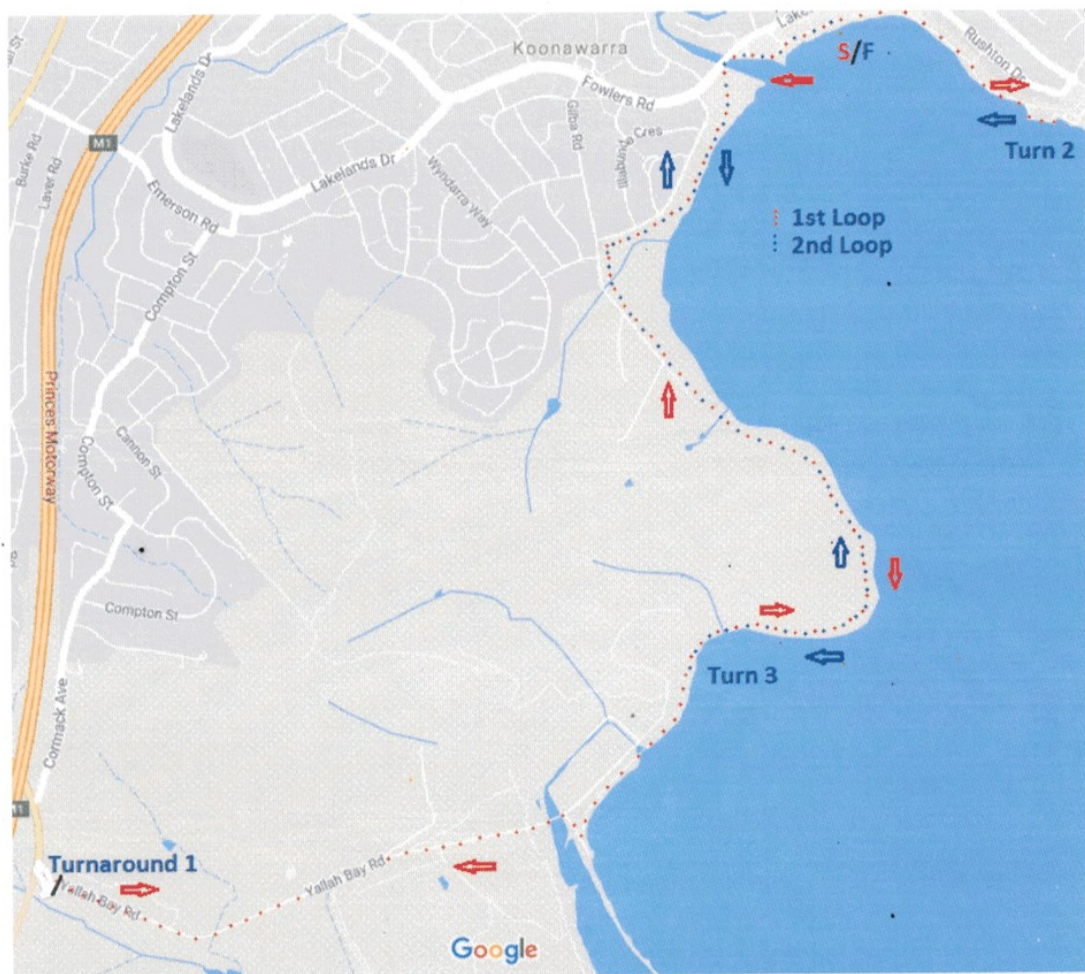 Koonawarra
Fowlers Rd
Gilba Rd
Rushton Dr
S/F
Turn 2
1st Loop
2nd Loop
Lakelands Dr
Lakelands Dr
M1
Burke Rd
Laver Rd
Emerson Rd
Wyndarra Way
Compton St
Princes Motorway
Cannon St
Compton St
Compton St
Turn 3
Cormack Ave
Turnaround 1
Yallah Bay Rd
Yallah Bay Rd
Google